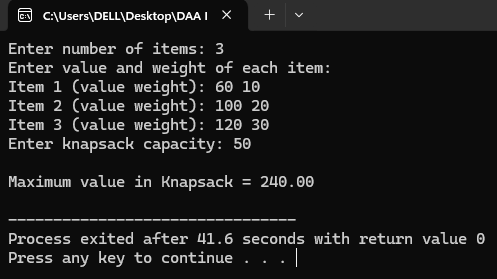 C:\Users\DELL\Desktop\DAA l
Enter number of items: 3
Enter value and weight of each item:
Item 1 (value weight): 60 10
Item 2 (value weight): 100 20
Item 3 (value weight): 120 30
Enter knapsack capacity: 50
Maximum value in Knapsack = 240.00
--------------------------------
Process exited after 41.6 seconds with return value 0
Press any key to continue . . .